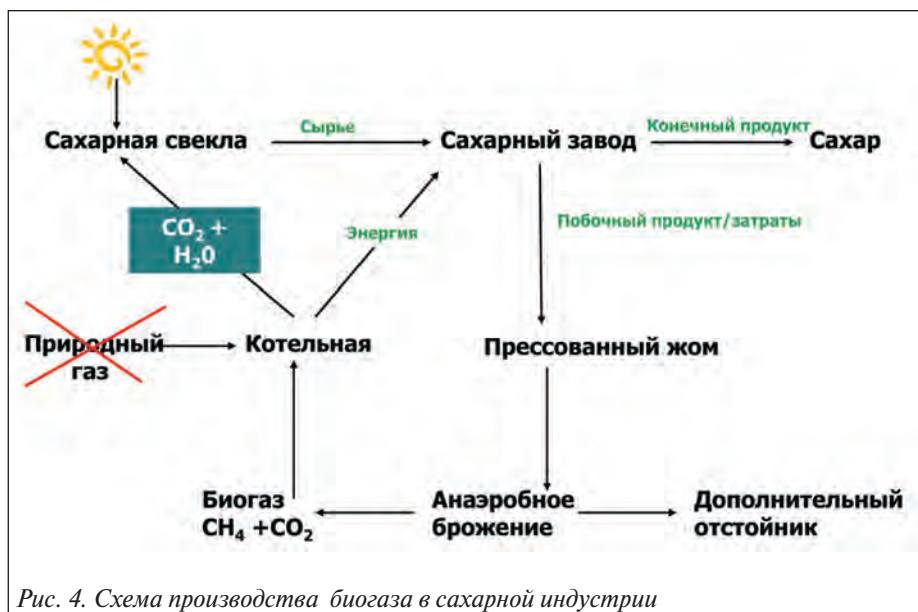 Сахарная свекла
Сырье
Сахарный завод
Конечный продукт
Сахар
CO₂ +
H₂0
Энергия
Побочный продукт/затраты
Природный
газ
Котельная
Прессованный жом
Биогаз
CH₄ +CO₂
Анаэробное
брожение
Дополнительный
отстойник
Рис. 4. Схема производства биогаза в сахарной индустрии